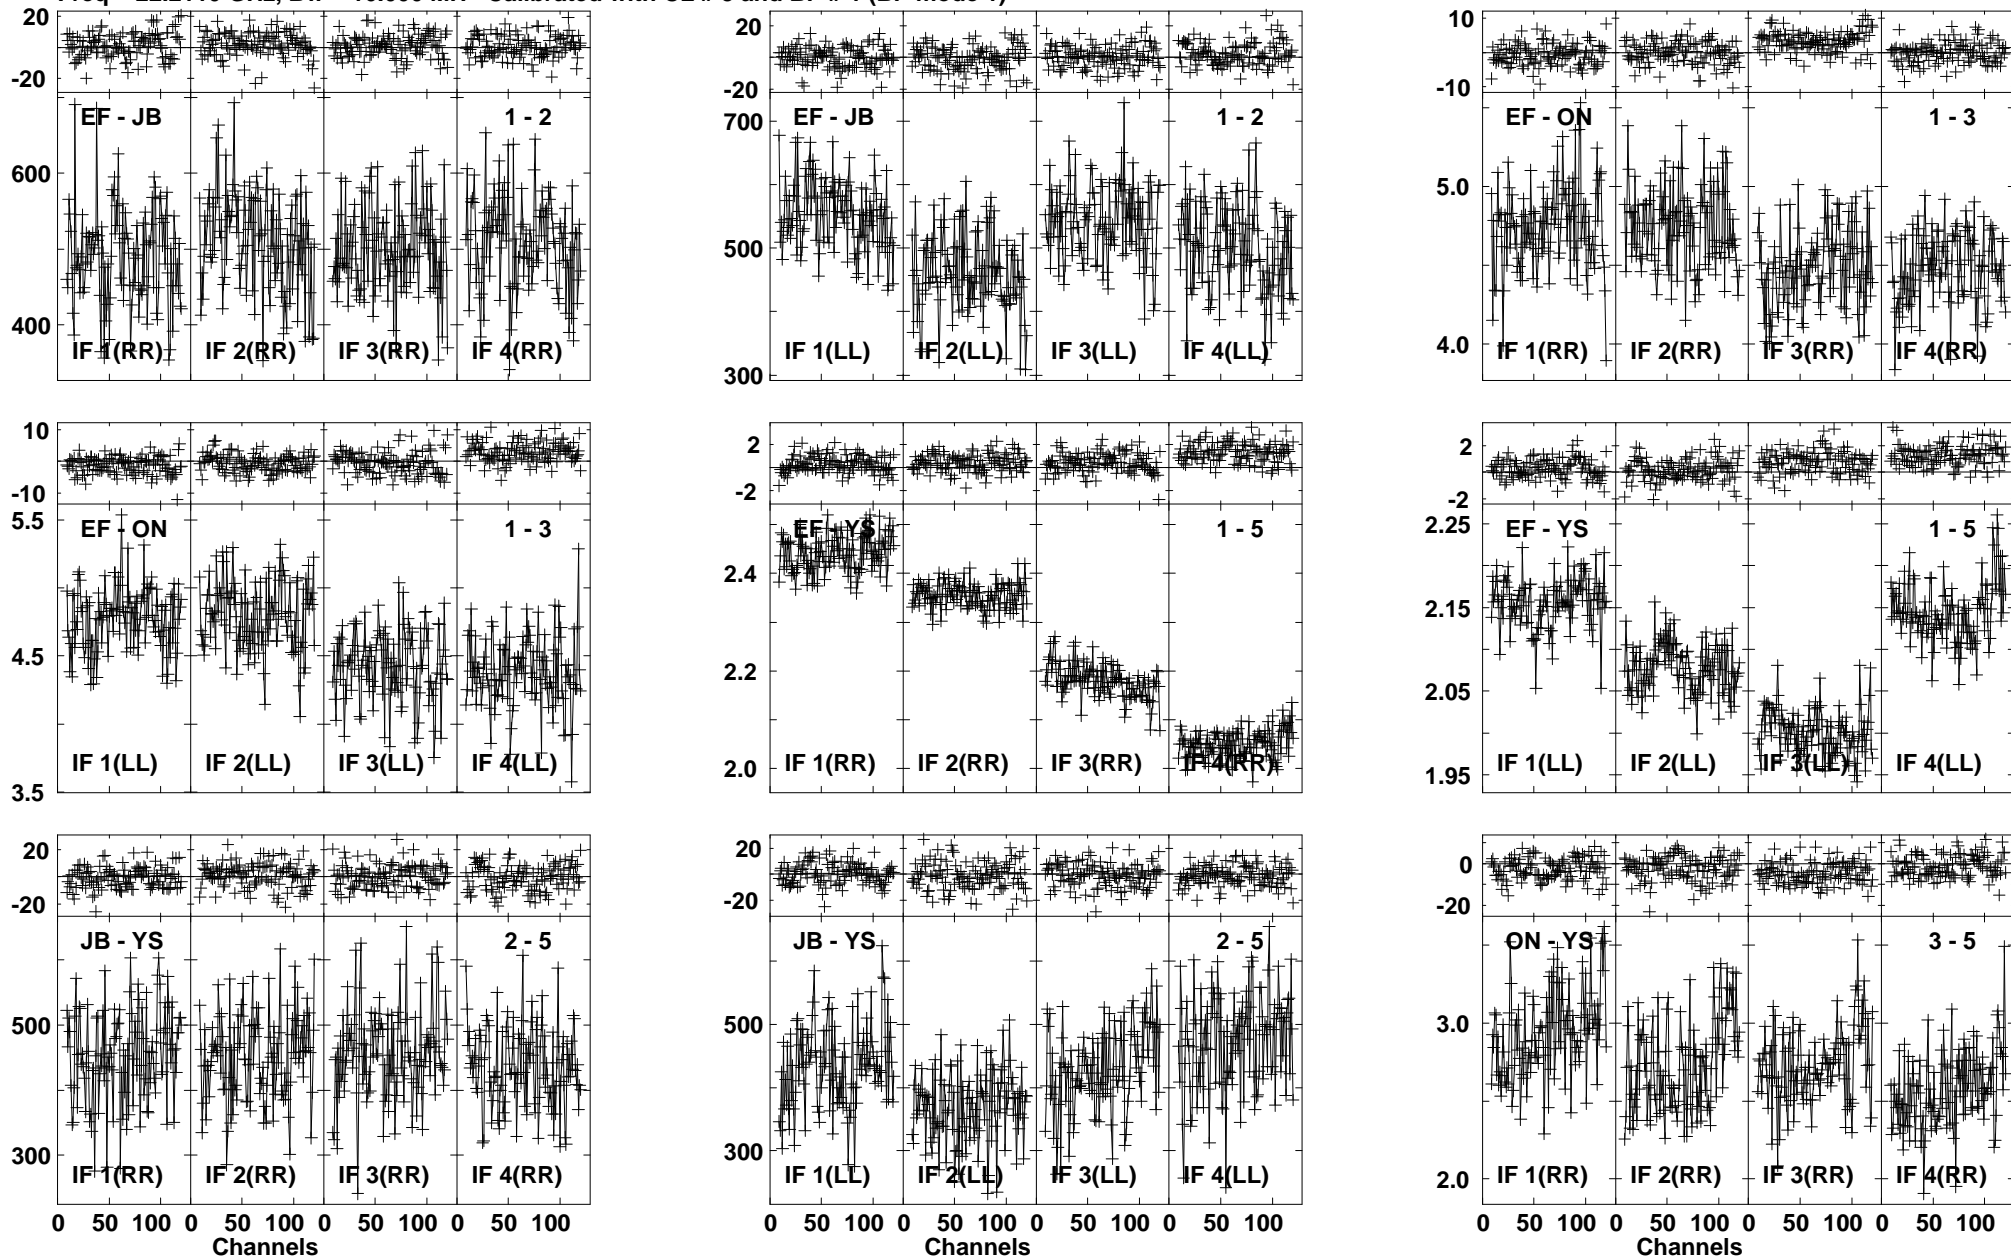 20
0
-20
EF - JB
1 - 2
600
400
IF 1(RR)
IF 2(RR)
IF 3(RR)
IF 4(RR)
20
0
-20
EF - JB
1 - 2
700
500
300
IF 1(LL)
IF 2(LL)
IF 3(LL)
IF 4(LL)
10
0
-10
EF - ON
1 - 3
5.0
4.0
IF 1(RR)
IF 2(RR)
IF 3(RR)
IF 4(RR)
10
0
-10
EF - ON
1 - 3
5.5
4.5
3.5
IF 1(LL)
IF 2(LL)
IF 3(LL)
IF 4(LL)
2
-2
EF - YS
1 - 5
2.4
2.2
2.0
IF 1(RR)
IF 2(RR)
IF 3(RR)
IF 4(RR)
2
-2
EF - YS
1 - 5
2.25
2.15
2.05
1.95
IF 1(LL)
IF 2(LL)
IF 3(LL)
IF 4(LL)
20
0
-20
JB - YS
2 - 5
500
300
IF 1(RR)
IF 2(RR)
IF 3(RR)
IF 4(RR)
0 50 100 0 50 100 0 50 100 0 50 100
Channels
20
0
-20
JB - YS
2 - 5
500
300
IF 1(LL)
IF 2(LL)
IF 3(LL)
IF 4(LL)
0 50 100 0 50 100 0 50 100 0 50 100
Channels
0
-20
ON - YS
3 - 5
3.0
2.0
IF 1(RR)
IF 2(RR)
IF 3(RR)
IF 4(RR)
0 50 100 0 50 100 0 50 100 0 50 100
Channels